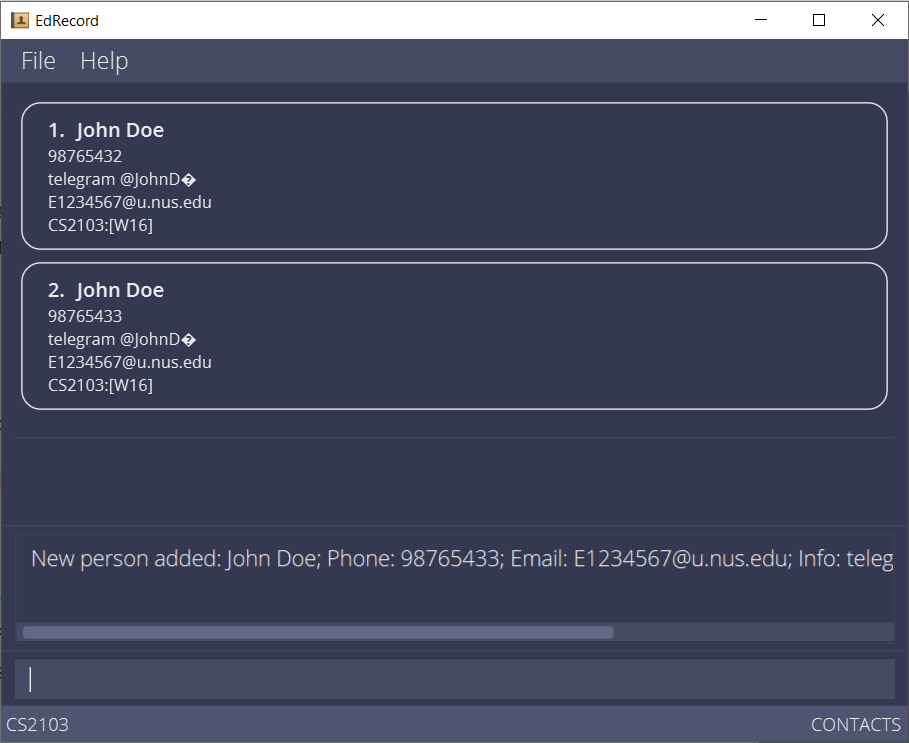 EdRecord
File Help
1. John Doe
98765432
telegram @JohnD�
E1234567@u.nus.edu
CS2103:[W16]
2. John Doe
98765433
telegram @JohnD�
E1234567@u.nus.edu
CS2103:[W16]
New person added: John Doe; Phone: 98765433; Email: E1234567@u.nus.edu; Info: teleg
CS2103 CONTACTS